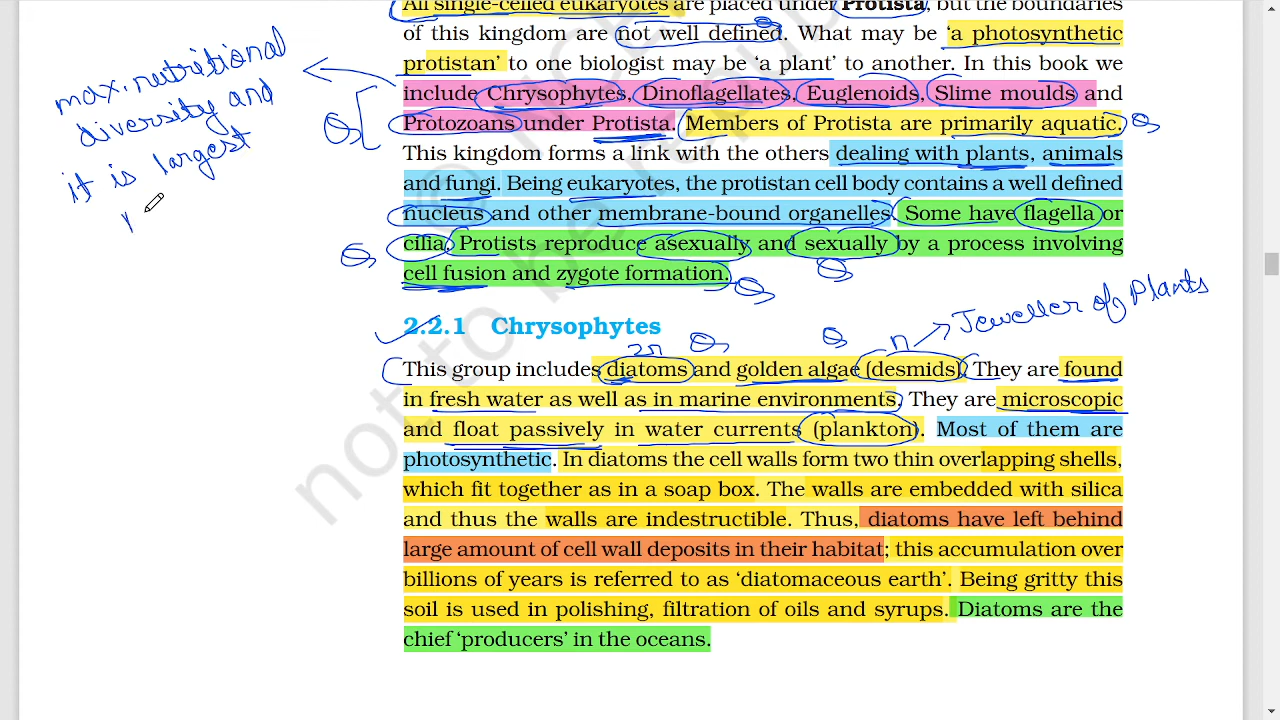 All single-celled eukaryotes are placed under Protista, but the boundaries
of this kingdom are not well defined. What may be ‘a photosynthetic
protistan’ to one biologist may be ‘a plant’ to another. In this book we
include Chrysophytes, Dinoflagellates, Euglenoids, Slime moulds and
Protozoans under Protista. Members of Protista are primarily aquatic.
This kingdom forms a link with the others dealing with plants, animals
and fungi. Being eukaryotes, the protistan cell body contains a well defined
nucleus and other membrane-bound organelles. Some have flagella or
cilia. Protists reproduce asexually and sexually by a process involving
cell fusion and zygote formation.
max. nutritional
diversity and
it is largest
2.2.1 Chrysophytes
Jeweller of Plants
2n
n
This group includes diatoms and golden algae (desmids). They are found
in fresh water as well as in marine environments. They are microscopic
and float passively in water currents (plankton). Most of them are
photosynthetic. In diatoms the cell walls form two thin overlapping shells,
which fit together as in a soap box. The walls are embedded with silica
and thus the walls are indestructible. Thus, diatoms have left behind
large amount of cell wall deposits in their habitat; this accumulation over
billions of years is referred to as ‘diatomaceous earth’. Being gritty this
soil is used in polishing, filtration of oils and syrups. Diatoms are the
chief ‘producers’ in the oceans.
not to be repu